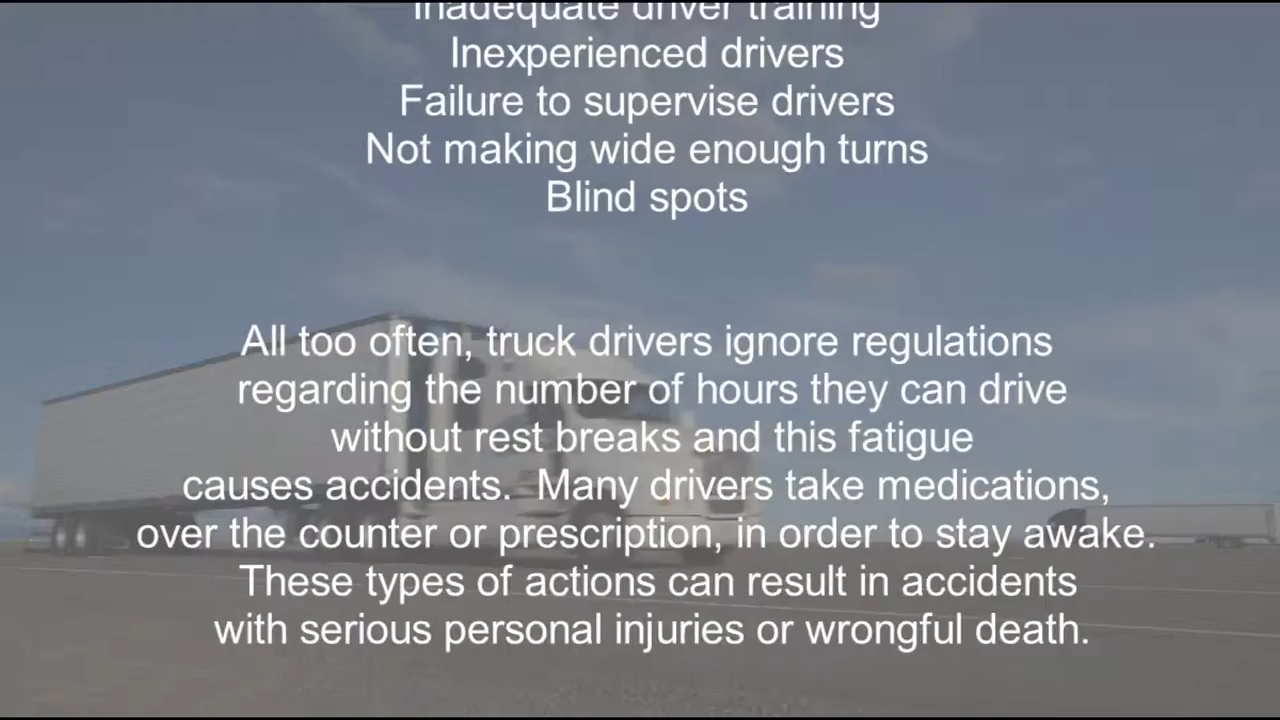 Inadequate driver training
Inexperienced drivers
Failure to supervise drivers
Not making wide enough turns
Blind spots
All too often, truck drivers ignore regulations
regarding the number of hours they can drive
without rest breaks and this fatigue
causes accidents.  Many drivers take medications,
over the counter or prescription, in order to stay awake.
These types of actions can result in accidents
with serious personal injuries or wrongful death.